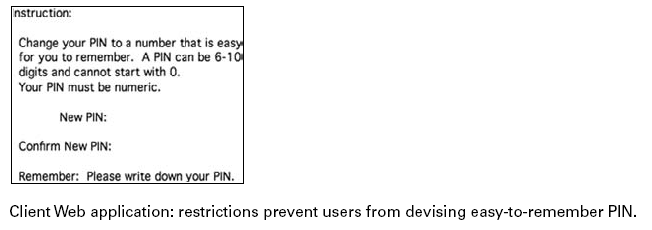 nstruction:
Change your PIN to a number that is easy
for you to remember. A PIN can be 6-10
digits and cannot start with 0.
Your PIN must be numeric.
New PIN:
Confirm New PIN:
Remember: Please write down your PIN.
Client Web application: restrictions prevent users from devising easy-to-remember PIN.